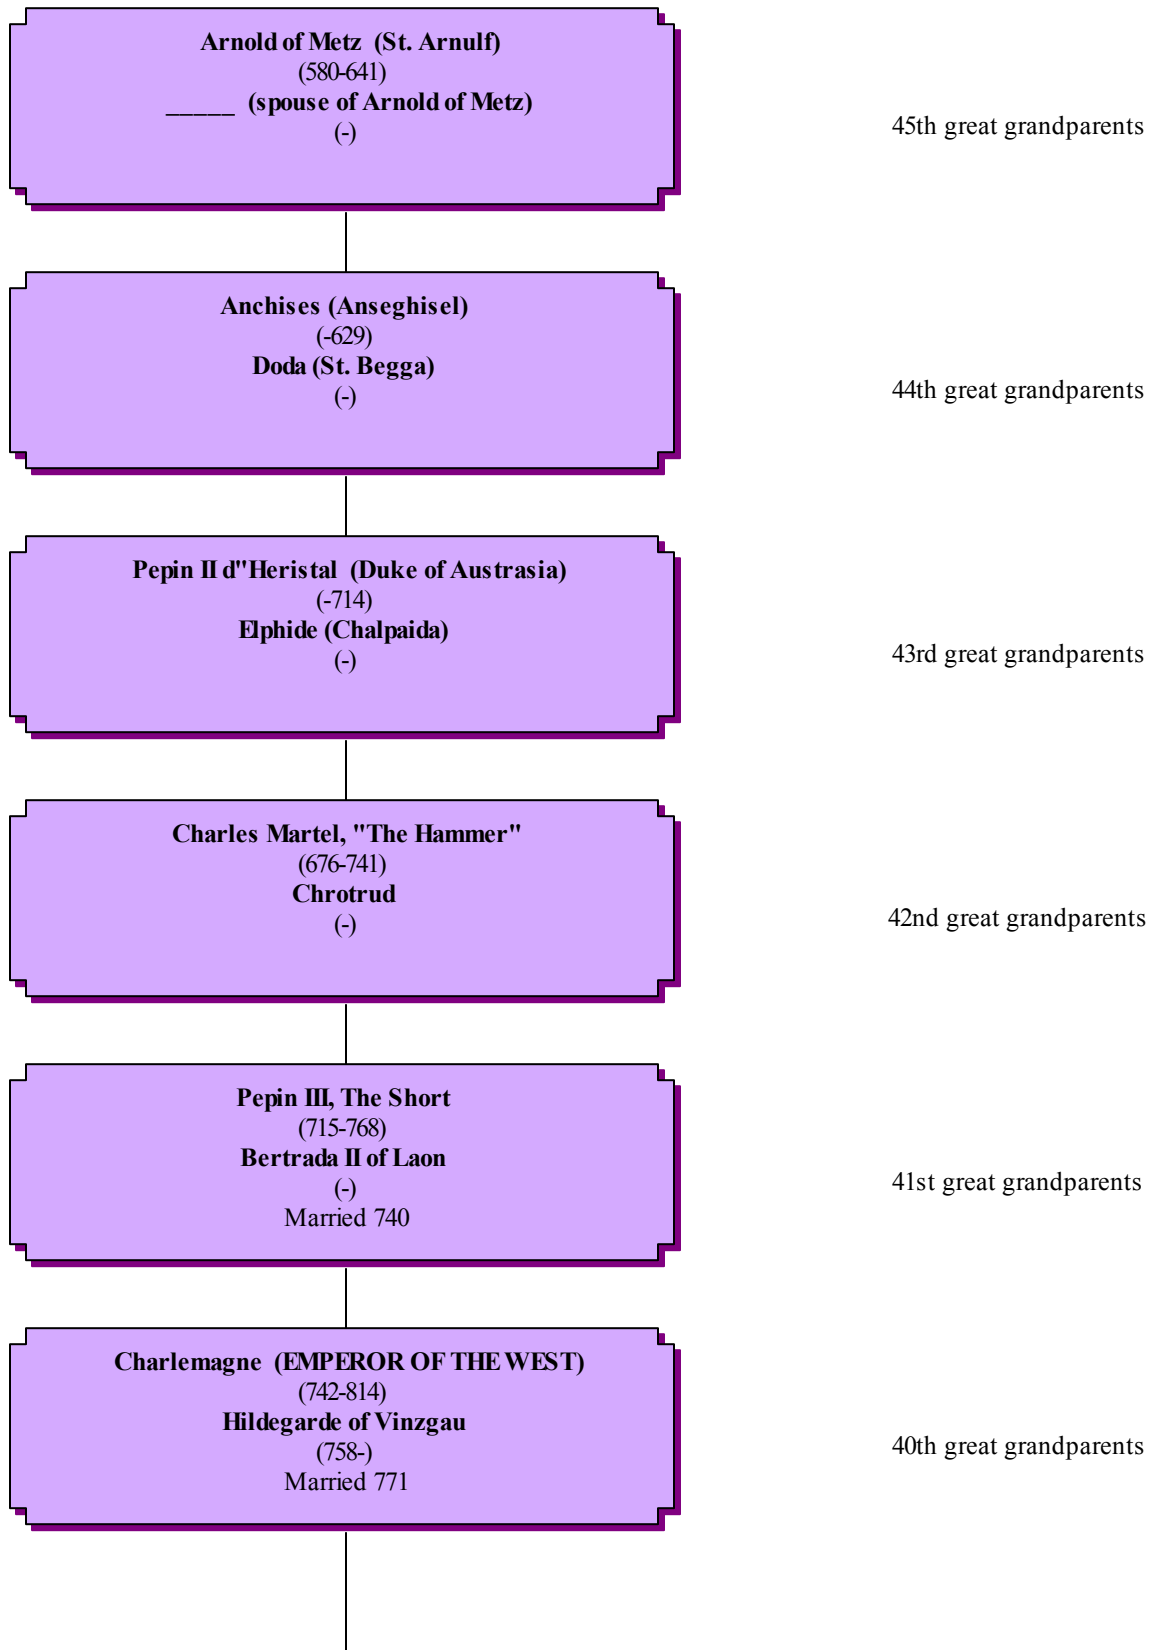 Arnold of Metz  (St. Arnulf)
(580-641)
_____  (spouse of Arnold of Metz)
(-)
45th great grandparents
Anchises (Anseghisel)
(-629)
Doda (St. Begga)
(-)
44th great grandparents
Pepin II d"Heristal  (Duke of Austrasia)
(-714)
Elphide (Chalpaida)
(-)
43rd great grandparents
Charles Martel, "The Hammer"
(676-741)
Chrotrud
(-)
42nd great grandparents
Pepin III, The Short
(715-768)
Bertrada II of Laon
(-)
Married 740
41st great grandparents
Charlemagne  (EMPEROR OF THE WEST)
(742-814)
Hildegarde of Vinzgau
(758-)
Married 771
40th great grandparents